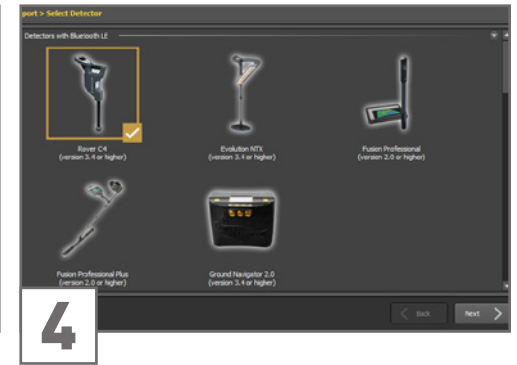 port > Select Detector
Detectors with Bluetooth LE
Rover C4
(version 3.4 or higher)
Evolution NTX
(version 3.4 or higher)
Fusion Professional
(version 2.0 or higher)
Fusion Professional Plus
(version 2.0 or higher)
Ground Navigator 2.0
(version 3.4 or higher)
Back
Next
4